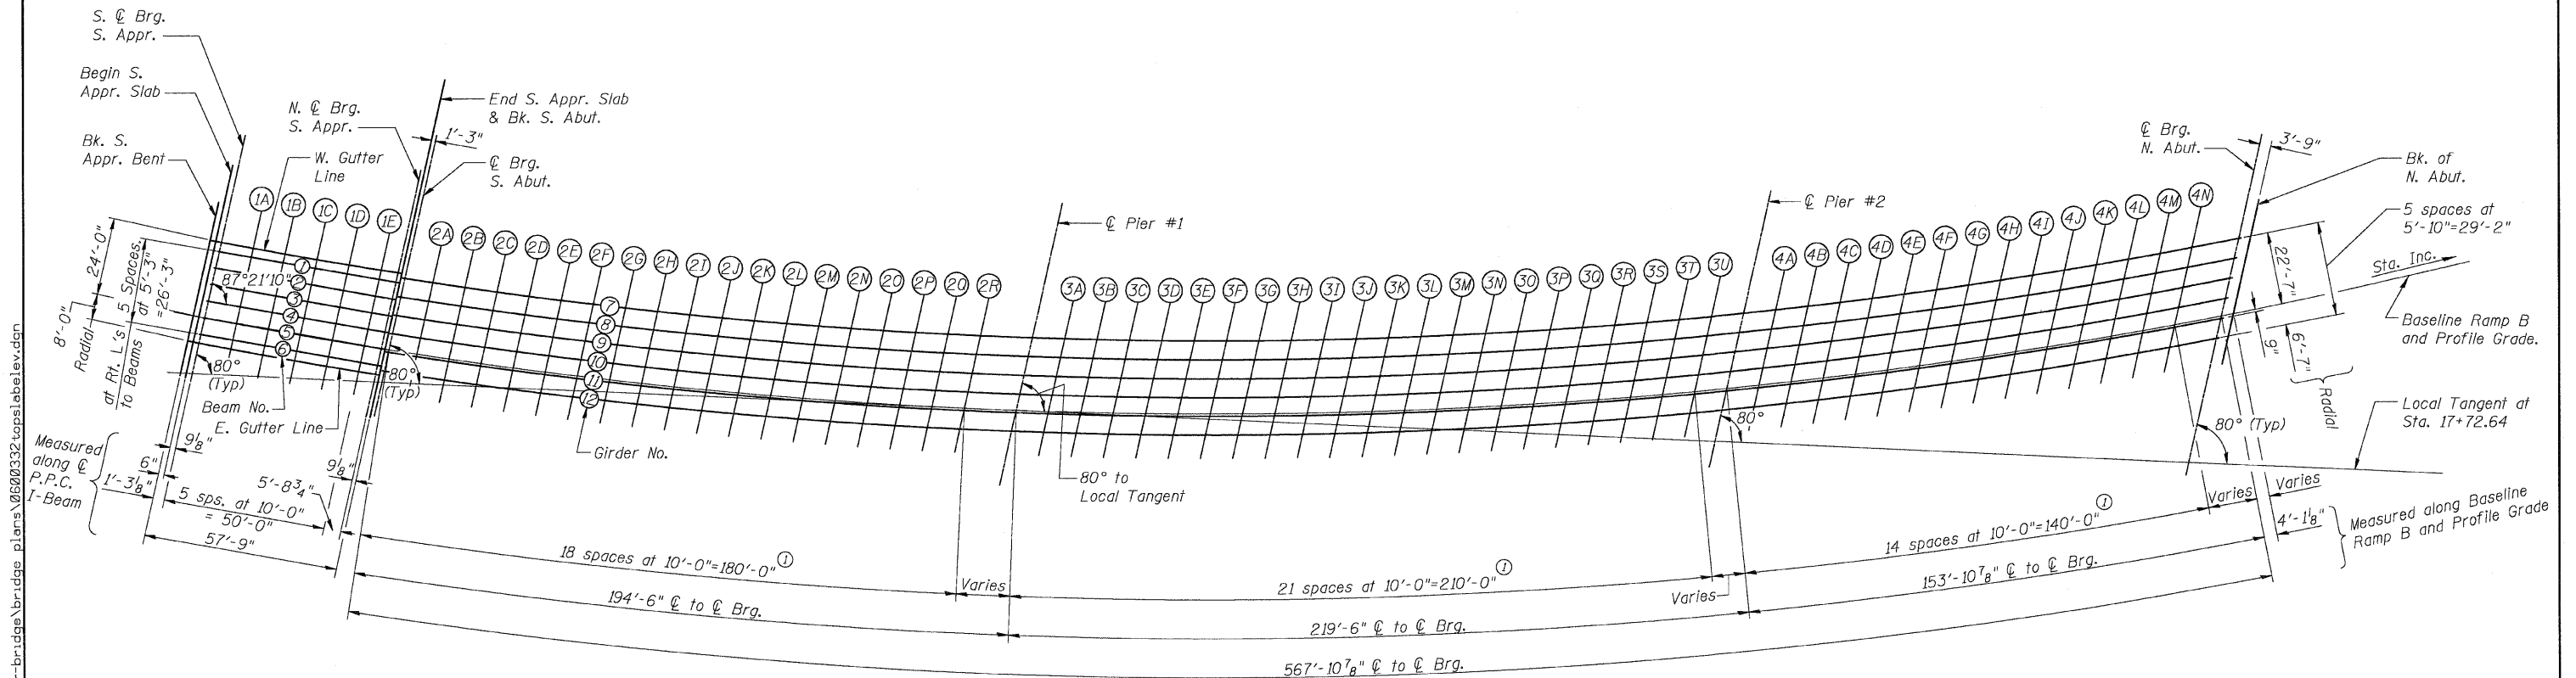 S. ℄ Brg.
S. Appr.
Begin S.
Appr. Slab
Bk. S.
Appr. Bent
N. ℄ Brg.
S. Appr.
W. Gutter
Line
End S. Appr. Slab
& Bk. S. Abut.
1'-3"
℄ Brg.
S. Abut.
1A
1B
1C
1D
1E
2A
2B
2C
2D
2E
2F
2G
2H
2I
2J
2K
2L
2M
2N
2O
2P
2Q
2R
℄ Pier #1
3A
3B
3C
3D
3E
3F
3G
3H
3I
3J
3K
3L
3M
3N
3O
3P
3Q
3R
3S
3T
3U
℄ Pier #2
4A
4B
4C
4D
4E
4F
4G
4H
4I
4J
4K
4L
4M
4N
℄ Brg.
N. Abut.
3'-9"
Bk. of
N. Abut.
5 spaces at
5'-10"=29'-2"
22'-7"
Sta. Inc.
Baseline Ramp B
and Profile Grade.
9"
6'-7"
Radial
Local Tangent at
Sta. 17+72.64
80° (Typ)
24'-0"
8'-0"
Radial
5 Spaces.
at 5'-3"
=26'-3"
at Rt. L's
to Beams
87°21'10"
1
2
3
4
5
6
7
8
9
10
11
12
80°
(Typ)
80°
(Typ)
Beam No.
E. Gutter Line
Girder No.
80° to
Local Tangent
80°
Measured
along ℄
P.P.C.
I-Beam
9⅛"
6"
1'-3⅛"
5 sps. at 10'-0"
= 50'-0"
57'-9"
9⅛"
5'-8¾"
18 spaces at 10'-0"=180'-0" ①
Varies
194'-6" ℄ to ℄ Brg.
21 spaces at 10'-0"=210'-0" ①
Varies
219'-6" ℄ to ℄ Brg.
14 spaces at 10'-0"=140'-0" ①
Varies
Varies
153'-10⅞" ℄ to ℄ Brg.
4'-1⅛"
Measured along Baseline
Ramp B and Profile Grade
567'-10⅞" ℄ to ℄ Brg.
--bridge\bridge plans\0600332topslabelev.dgn